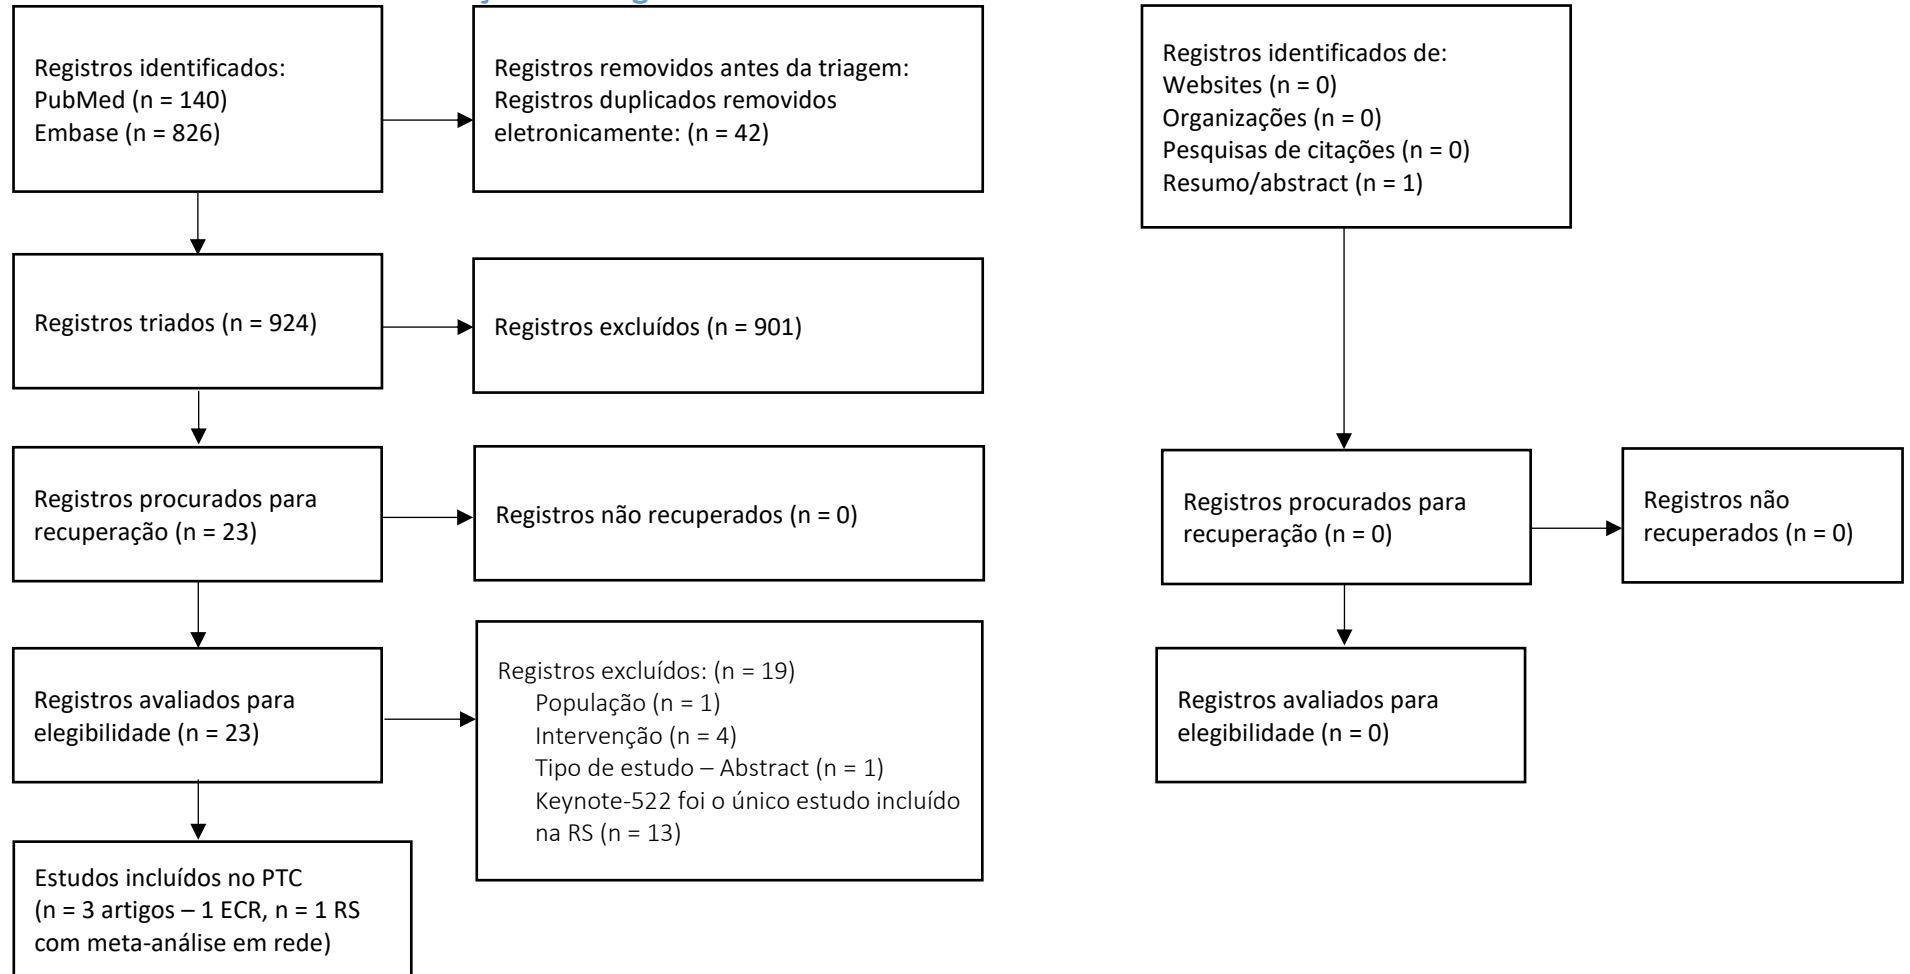 Registros identificados:
PubMed (n = 140)
Embase (n = 826)
Registros removidos antes da triagem:
Registros duplicados removidos
eletronicamente: (n = 42)
Registros identificados de:
Websites (n = 0)
Organizações (n = 0)
Pesquisas de citações (n = 0)
Resumo/abstract (n = 1)
Registros triados (n = 924)
Registros excluídos (n = 901)
Registros procurados para
recuperação (n = 23)
Registros não recuperados (n = 0)
Registros procurados para
recuperação (n = 0)
Registros não
recuperados (n = 0)
Registros avaliados para
elegibilidade (n = 23)
Registros excluídos: (n = 19)
População (n = 1)
Intervenção (n = 4)
Tipo de estudo – Abstract (n = 1)
Keynote-522 foi o único estudo incluído
na RS (n = 13)
Registros avaliados para
elegibilidade (n = 0)
Estudos incluídos no PTC
(n = 3 artigos – 1 ECR, n = 1 RS
com meta-análise em rede)